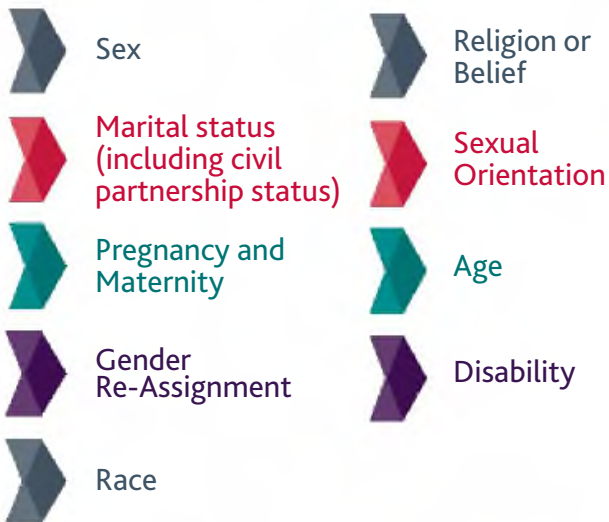 Sex
Marital status
(including civil
partnership status)
Pregnancy and
Maternity
Gender
Re-Assignment
Race
Religion or
Belief
Sexual
Orientation
Age
Disability